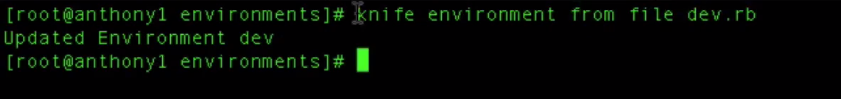 [root@anthony1 environments]# knife environment from file dev.rb
Updated Environment dev
[root@anthony1 environments]#